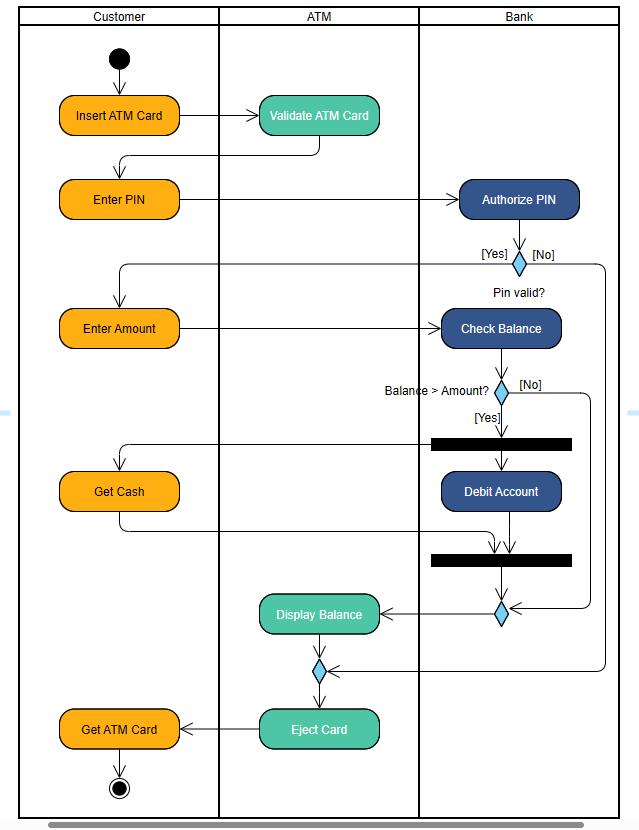 Customer
ATM
Bank
Insert ATM Card
Validate ATM Card
Enter PIN
Authorize PIN
[Yes]
[No]
Pin valid?
Enter Amount
Check Balance
Balance > Amount?
[No]
[Yes]
Get Cash
Debit Account
Display Balance
Get ATM Card
Eject Card